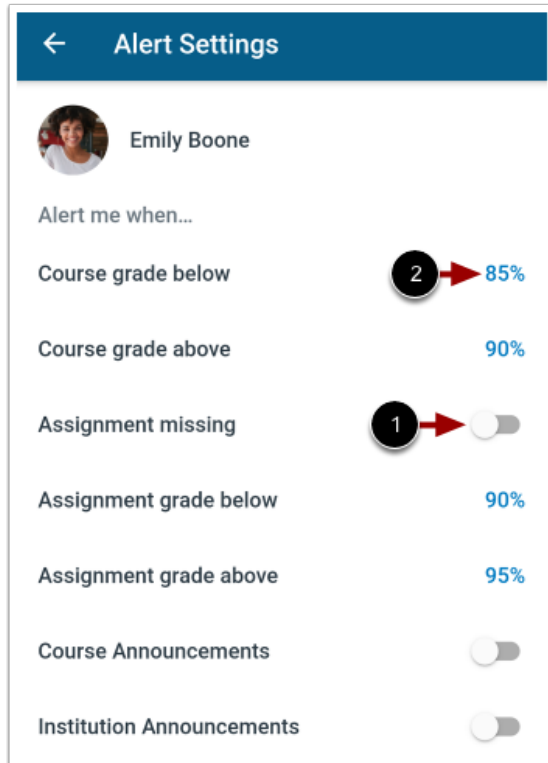 Alert Settings
Emily Boone
Alert me when...
Course grade below 2 85%
Course grade above 90%
Assignment missing 1
Assignment grade below 90%
Assignment grade above 95%
Course Announcements
Institution Announcements